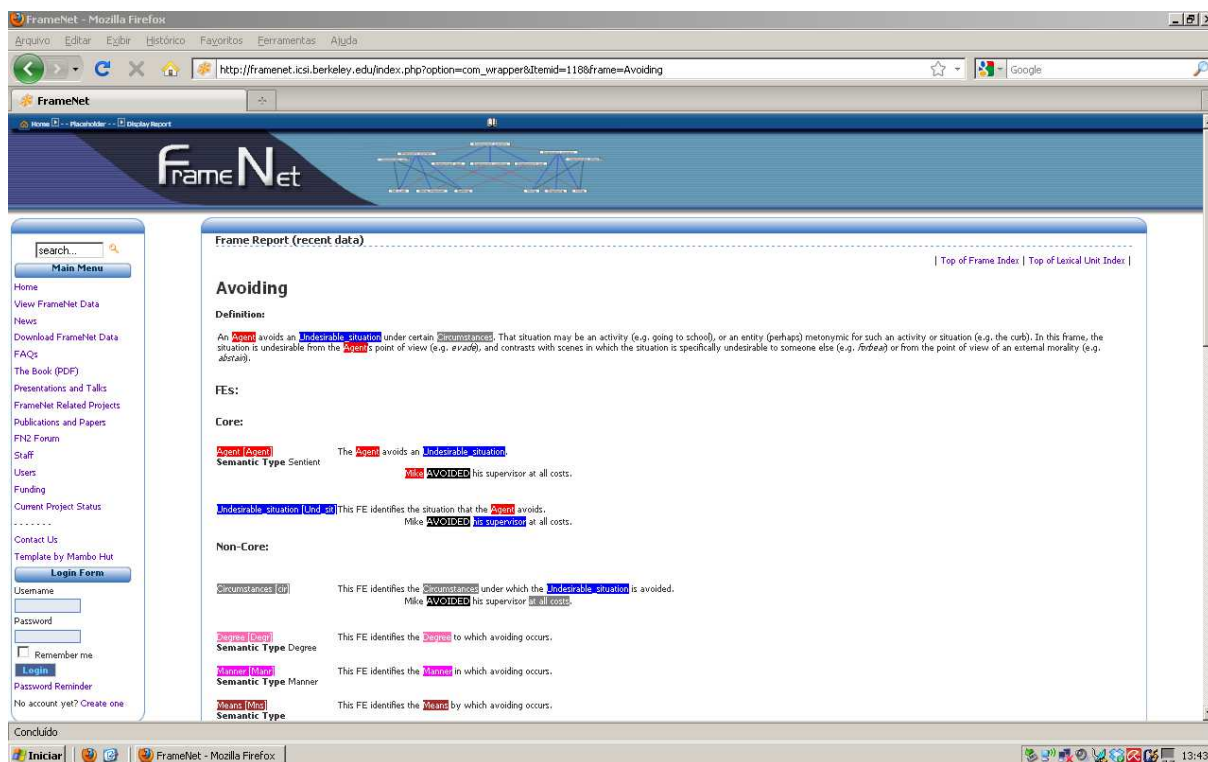 FrameNet - Mozilla Firefox
Arquivo Editar Exibir Histórico Favoritos Ferramentas Ajuda
http://framenet.icsi.berkeley.edu/index.php?option=com_wrapper&Itemid=118&frame=Avoiding
Google
FrameNet
Home - - Placeholder - - Display Report
FrameNet
search...
Main Menu
Home
View FrameNet Data
News
Download FrameNet Data
FAQs
The Book (PDF)
Presentations and Talks
FrameNet Related Projects
Publications and Papers
FN2 Forum
Staff
Users
Funding
Current Project Status
- - - - - - -
Contact Us
Template by Mambo Hut
Login Form
Username
Password
Remember me
Login
Password Reminder
No account yet? Create one
Frame Report (recent data)
| Top of Frame Index | Top of Lexical Unit Index |
Avoiding
Definition:
An Agent avoids an Undesirable_situation under certain Circumstances. That situation may be an activity (e.g. going to school), or an entity (perhaps) metonymic for such an activity or situation (e.g. the curb). In this frame, the
situation is undesirable from the Agent's point of view (e.g. evade), and contrasts with scenes in which the situation is specifically undesirable to someone else (e.g. forbear) or from the point of view of an external morality (e.g.
abstain).
FEs:
Core:
Agent [Agent] The Agent avoids an Undesirable_situation.
Semantic Type Sentient
Mike AVOIDED his supervisor at all costs.
Undesirable_situation [Und_sit] This FE identifies the situation that the Agent avoids.
Mike AVOIDED his supervisor at all costs.
Non-Core:
Circumstances [cir] This FE identifies the Circumstances under which the Undesirable_situation is avoided.
Mike AVOIDED his supervisor at all costs.
Degree [Degr] This FE identifies the Degree to which avoiding occurs.
Semantic Type Degree
Manner [Manr] This FE identifies the Manner in which avoiding occurs.
Semantic Type Manner
Means [Mns] This FE identifies the Means by which avoiding occurs.
Semantic Type
Concluído
Iniciar FrameNet - Mozilla Firefox 13:43